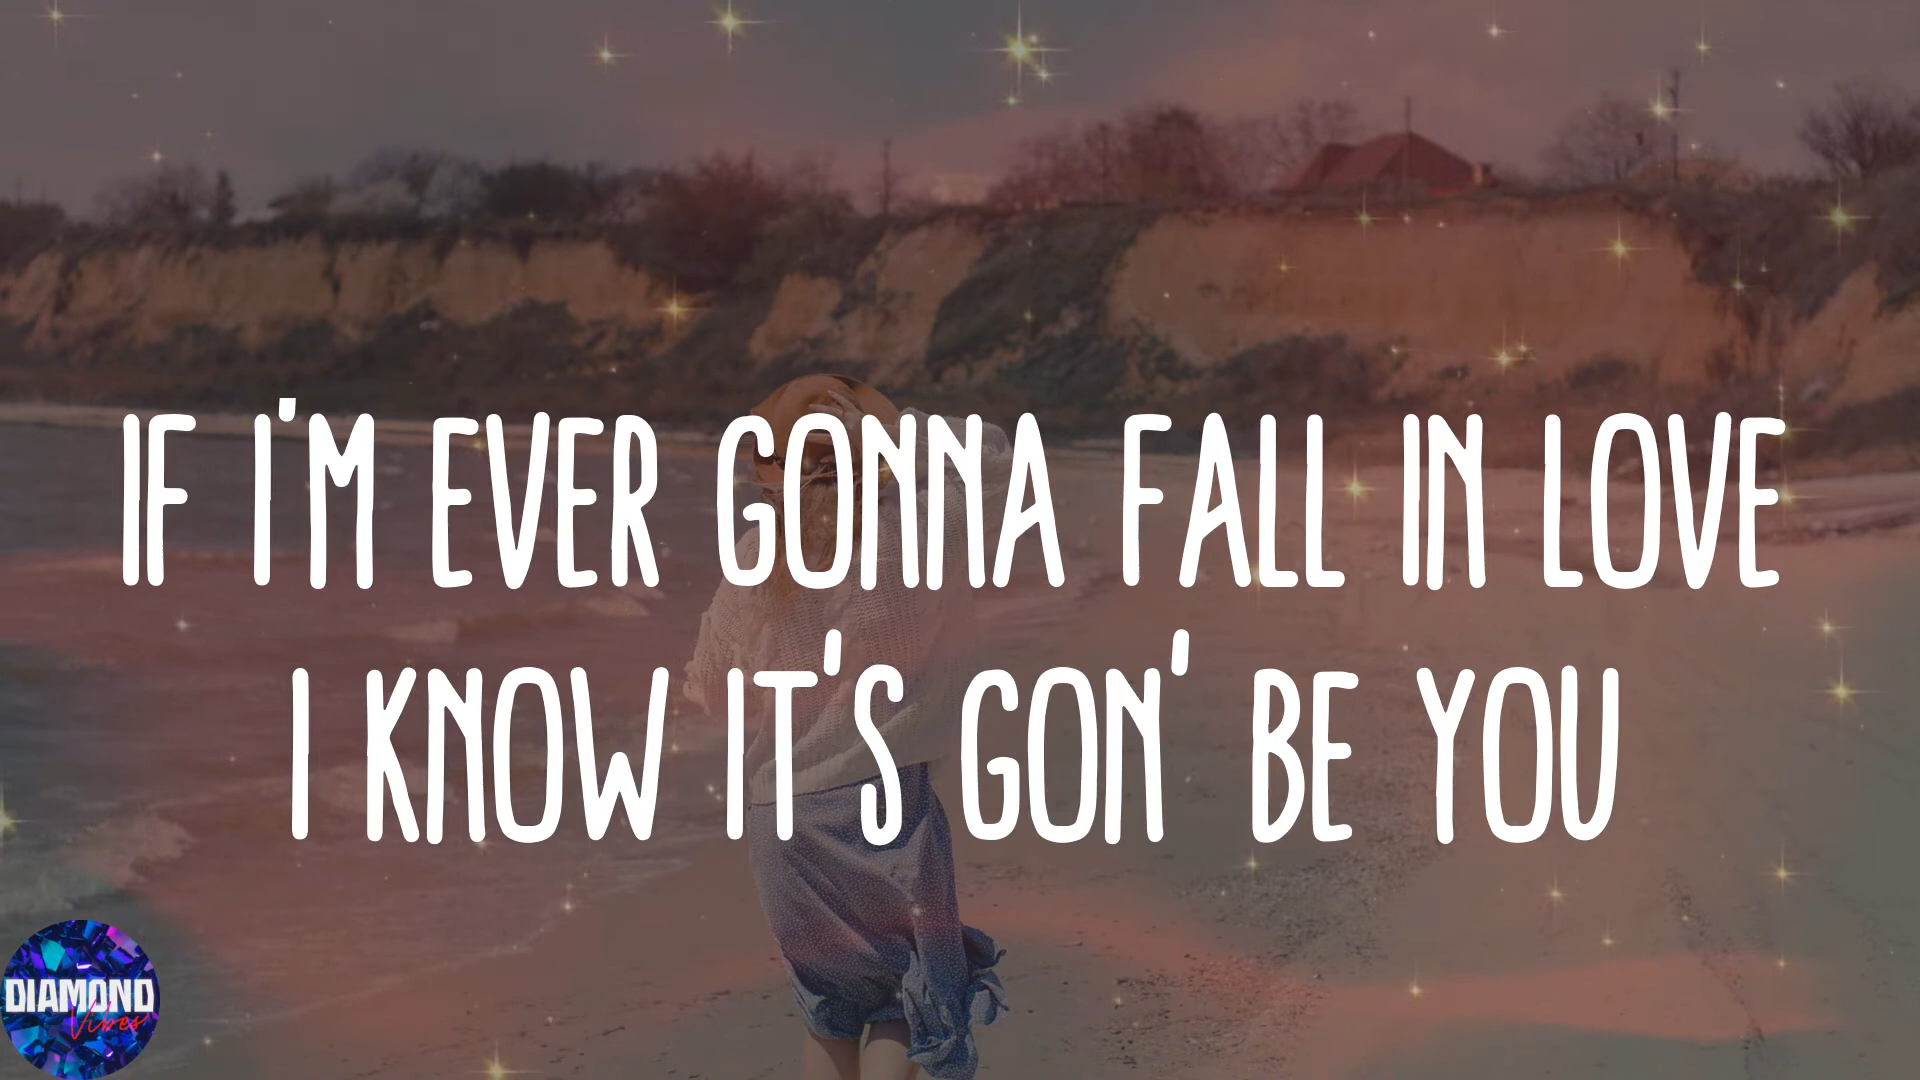 IF I'M EVER GONNA FALL IN LOVE
I KNOW IT'S GON' BE YOU
DIAMOND
Vibes